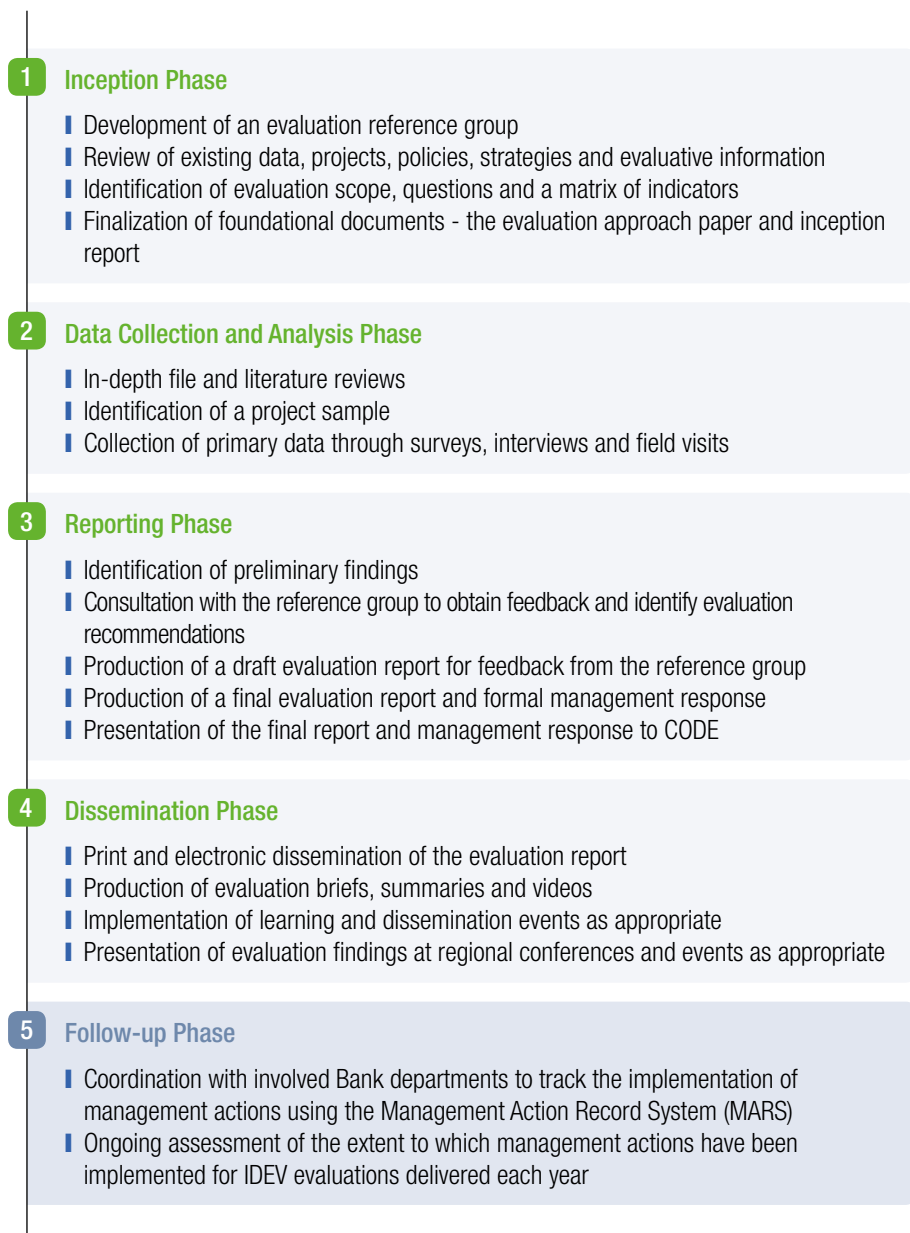 1
Inception Phase
Development of an evaluation reference group
Review of existing data, projects, policies, strategies and evaluative information
Identification of evaluation scope, questions and a matrix of indicators
Finalization of foundational documents - the evaluation approach paper and inception
report
2
Data Collection and Analysis Phase
In-depth file and literature reviews
Identification of a project sample
Collection of primary data through surveys, interviews and field visits
3
Reporting Phase
Identification of preliminary findings
Consultation with the reference group to obtain feedback and identify evaluation
recommendations
Production of a draft evaluation report for feedback from the reference group
Production of a final evaluation report and formal management response
Presentation of the final report and management response to CODE
4
Dissemination Phase
Print and electronic dissemination of the evaluation report
Production of evaluation briefs, summaries and videos
Implementation of learning and dissemination events as appropriate
Presentation of evaluation findings at regional conferences and events as appropriate
5
Follow-up Phase
Coordination with involved Bank departments to track the implementation of
management actions using the Management Action Record System (MARS)
Ongoing assessment of the extent to which management actions have been
implemented for IDEV evaluations delivered each year